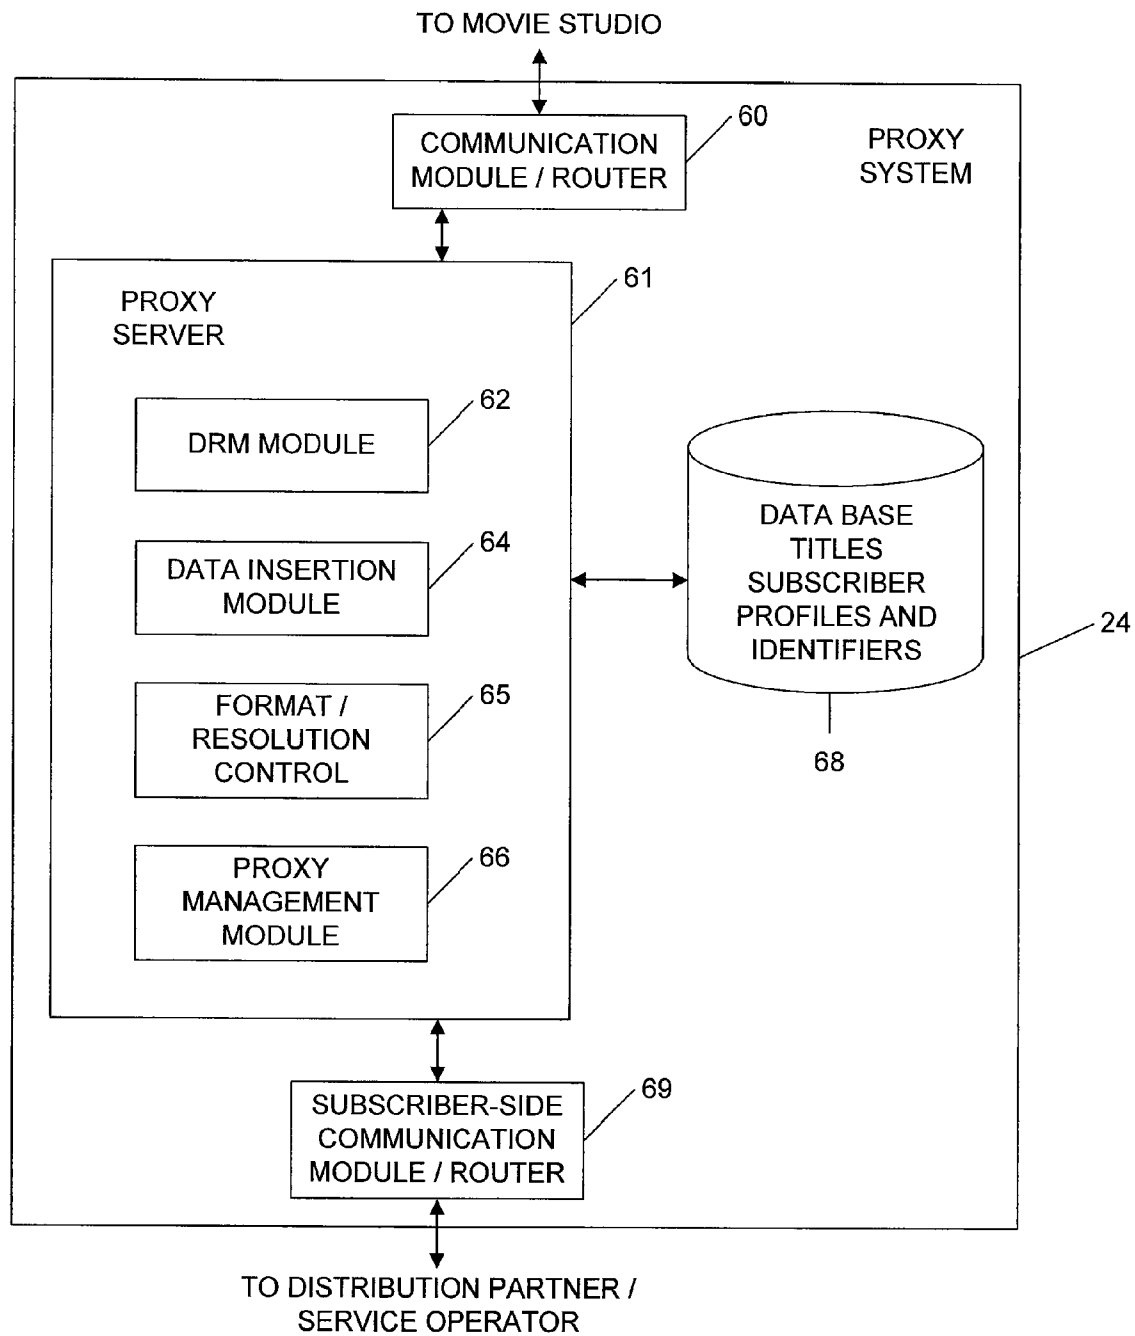 TO MOVIE STUDIO
60
COMMUNICATION
MODULE / ROUTER
PROXY
SYSTEM
61
PROXY
SERVER
62
DRM MODULE
64
DATA INSERTION
MODULE
DATA BASE
TITLES
SUBSCRIBER
PROFILES AND
IDENTIFIERS
24
65
FORMAT /
RESOLUTION
CONTROL
68
66
PROXY
MANAGEMENT
MODULE
69
SUBSCRIBER-SIDE
COMMUNICATION
MODULE / ROUTER
TO DISTRIBUTION PARTNER /
SERVICE OPERATOR